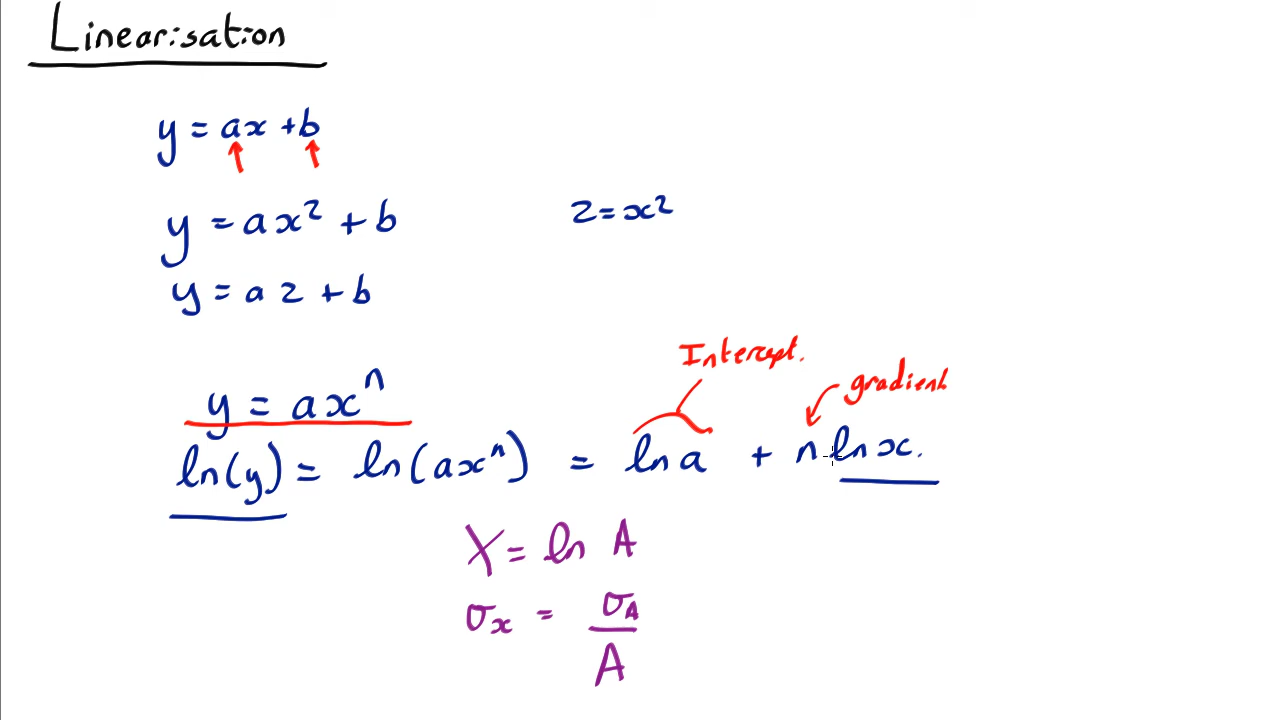 Linearisation
y = ax + b
y = ax² + b
z = x²
y = a z + b
Intercept.
gradient
y = axⁿ
ln(y) = ln(axⁿ) = ln a + n ln x.
X = ln A
σx = σA
A